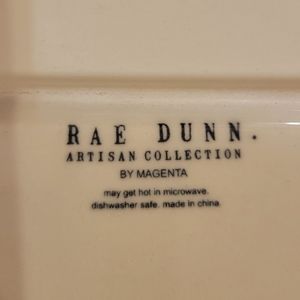 RAE DUNN.
ARTISAN COLLECTION
BY MAGENTA
may get hot in microwave.
dishwasher safe. made in china.